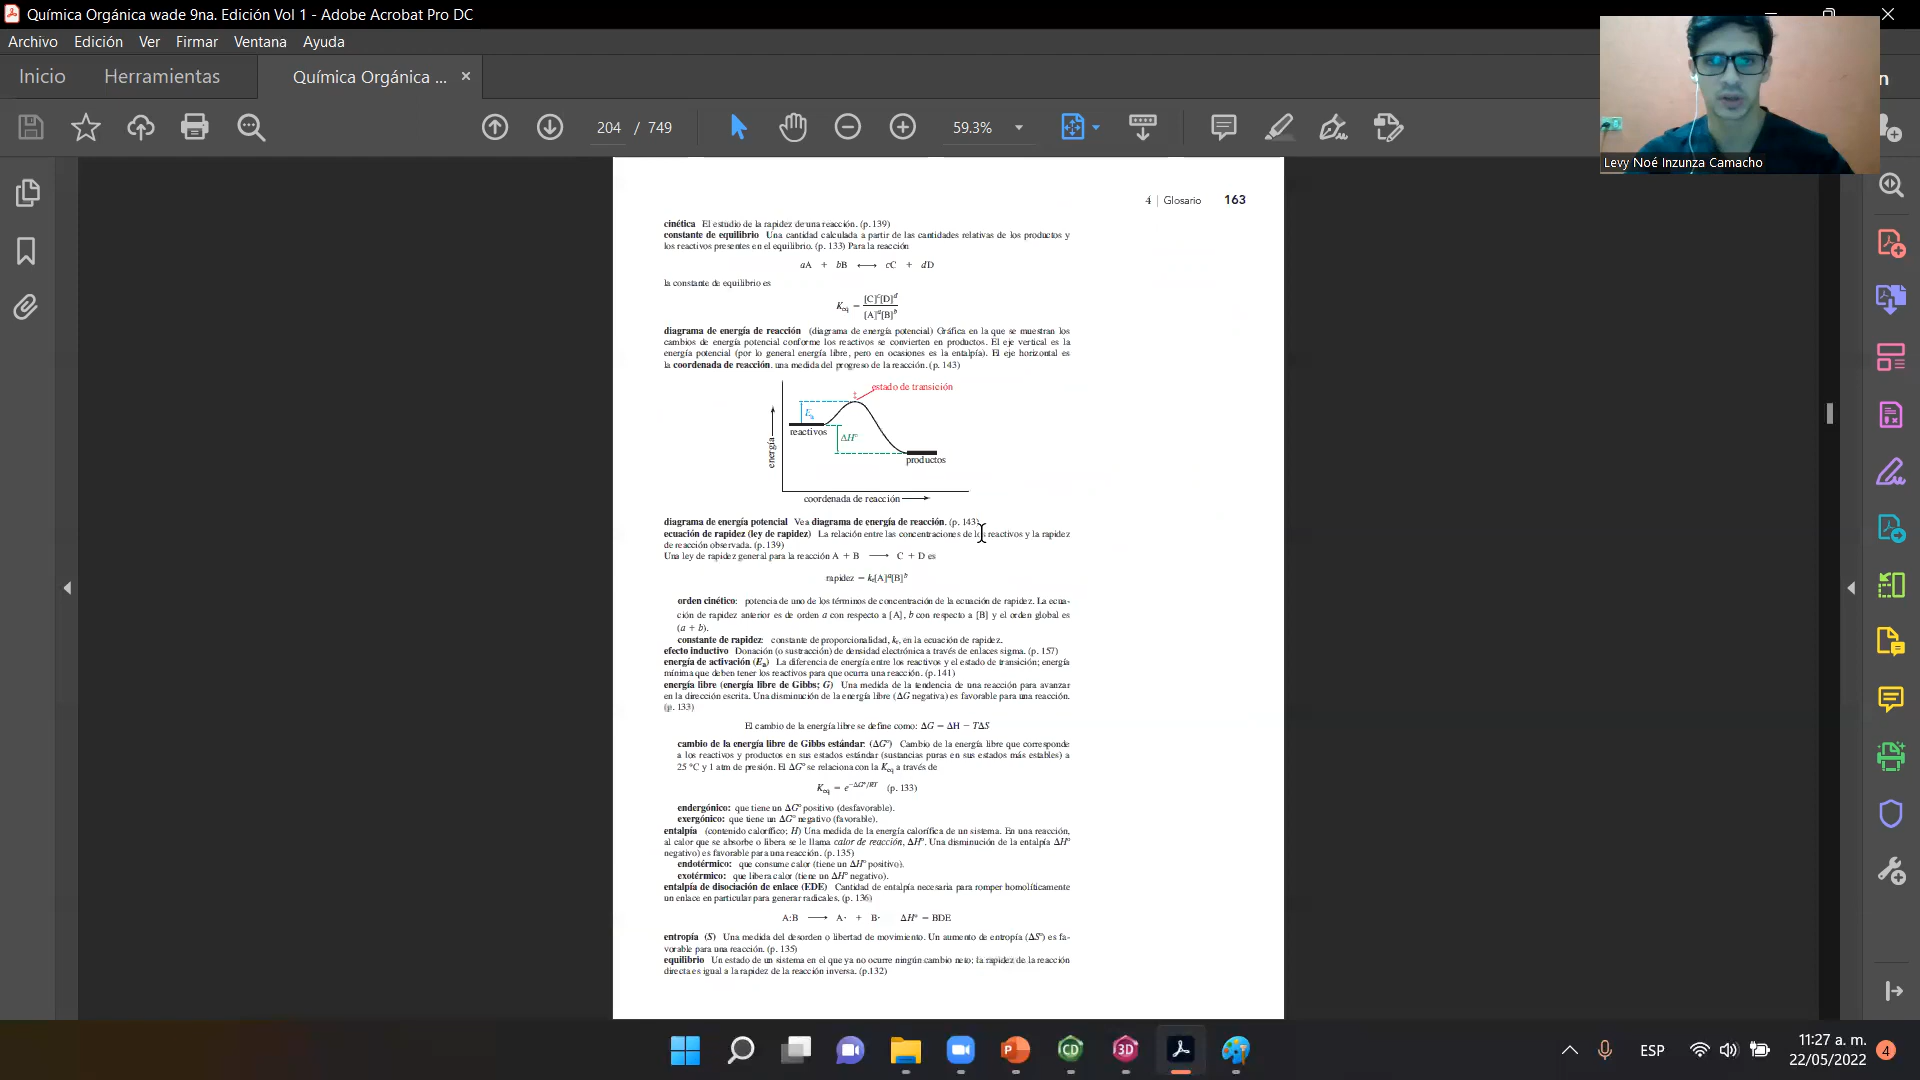 Química Orgánica wade 9na. Edición Vol 1 - Adobe Acrobat Pro DC
Archivo Edición Ver Firmar Ventana Ayuda
Inicio Herramientas Química Orgánica ... ×
204 / 749 59.3%
Levy Noé Inzunza Camacho
4 | Glosario 163
cinética El estudio de la rapidez de una reacción. (p. 139)
constante de equilibrio Una cantidad calculada a partir de las cantidades relativas de los productos y
los reactivos presentes en el equilibrio. (p. 133) Para la reacción
aA + bB ⟷ cC + dD
la constante de equilibrio es
Keq = [C]^c[D]^d / [A]^a[B]^b
diagrama de energía de reacción (diagrama de energía potencial) Gráfica en la que se muestran los
cambios de energía potencial conforme los reactivos se convierten en productos. El eje vertical es la
energía potencial (por lo general energía libre, pero en ocasiones es la entalpía). El eje horizontal es
la coordenada de reacción. una medida del progreso de la reacción. (p. 143)
estado de transición
‡
Ea
reactivos
ΔH°
energía
productos
coordenada de reacción
diagrama de energía potencial Vea diagrama de energía de reacción. (p. 143)
ecuación de rapidez (ley de rapidez) La relación entre las concentraciones de los reactivos y la rapidez
de reacción observada. (p. 139)
Una ley de rapidez general para la reacción A + B ⟶ C + D es
rapidez = kr[A]^a[B]^b
orden cinético: potencia de uno de los términos de concentración de la ecuación de rapidez. La ecua-
ción de rapidez anterior es de orden a con respecto a [A], b con respecto a [B] y el orden global es
(a + b).
constante de rapidez: constante de proporcionalidad, kr, en la ecuación de rapidez.
efecto inductivo Donación (o sustracción) de densidad electrónica a través de enlaces sigma. (p. 157)
energía de activación (Ea) La diferencia de energía entre los reactivos y el estado de transición; energía
mínima que deben tener los reactivos para que ocurra una reacción. (p. 141)
energía libre (energía libre de Gibbs; G) Una medida de la tendencia de una reacción para avanzar
en la dirección escrita. Una disminución de la energía libre (ΔG negativa) es favorable para una reacción.
(p. 133)
El cambio de la energía libre se define como: ΔG = ΔH − TΔS
cambio de la energía libre de Gibbs estándar: (ΔG°) Cambio de la energía libre que corresponde
a los reactivos y productos en sus estados estándar (sustancias puras en sus estados más estables) a
25 °C y 1 atm de presión. El ΔG° se relaciona con la Keq a través de
Keq = e^−ΔG°/RT (p. 133)
endergónico: que tiene un ΔG° positivo (desfavorable).
exergónico: que tiene un ΔG° negativo (favorable).
entalpía (contenido calorífico; H) Una medida de la energía calorífica de un sistema. En una reacción,
al calor que se absorbe o libera se le llama calor de reacción, ΔH°. Una disminución de la entalpía ΔH°
negativo) es favorable para una reacción. (p. 135)
endotérmico: que consume calor (tiene un ΔH° positivo).
exotérmico: que libera calor (tiene un ΔH° negativo).
entalpía de disociación de enlace (EDE) Cantidad de entalpía necesaria para romper homolíticamente
un enlace en particular para generar radicales. (p. 136)
A:B ⟶ A· + B· ΔH° = BDE
entropía (S) Una medida del desorden o libertad de movimiento. Un aumento de entropía (ΔS°) es fa-
vorable para una reacción. (p. 135)
equilibrio Un estado de un sistema en el que ya no ocurre ningún cambio neto; la rapidez de la reacción
directa es igual a la rapidez de la reacción inversa. (p.132)
P CD 3D
ESP
11:27 a. m.
22/05/2022
4